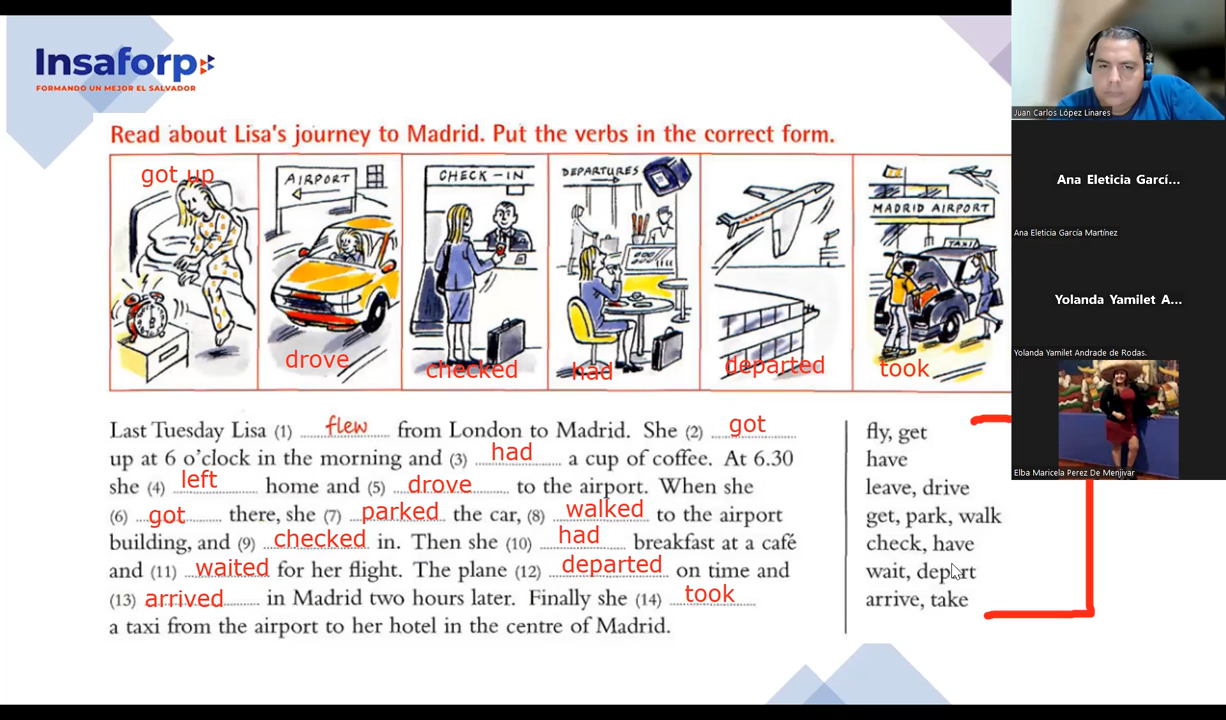 Insaforp
FORMANDO UN MEJOR EL SALVADOR
Read about Lisa's journey to Madrid. Put the verbs in the correct form.
got up
AIRPORT
drove
CHECK-IN
checked
DEPARTURES
had
departed
MADRID AIRPORT
TAXI
took
Last Tuesday Lisa (1) flew from London to Madrid. She (2) got
up at 6 o'clock in the morning and (3) had a cup of coffee. At 6.30
she (4) left home and (5) drove to the airport. When she
(6) got there, she (7) parked the car, (8) walked to the airport
building, and (9) checked in. Then she (10) had breakfast at a café
and (11) waited for her flight. The plane (12) departed on time and
(13) arrived in Madrid two hours later. Finally she (14) took
a taxi from the airport to her hotel in the centre of Madrid.
fly, get
have
leave, drive
get, park, walk
check, have
wait, depart
arrive, take
Juan Carlos López Linares
Ana Eleticia Garcí...
Ana Eleticia García Martínez
Yolanda Yamilet A...
Yolanda Yamilet Andrade de Rodas.
Elba Maricela Perez De Menjivar